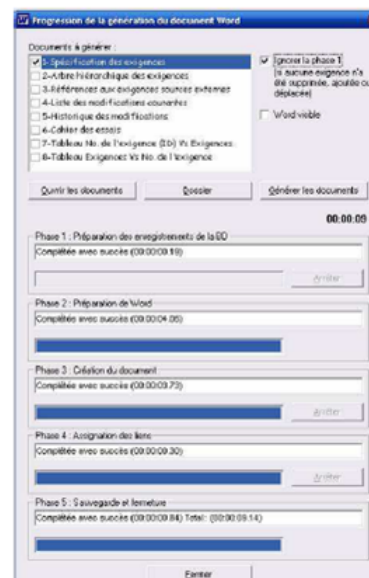 Progression de la génération du document Word
Documents à générer :
1-Spécification des exigences
2-Arbre hiérarchique des exigences
3-Références aux exigences sources externes
4-Liste des modifications courantes
5-Historique des modifications
6-Cahier des essais
7-Tableau No. de l'exigence (ID) Vs Exigences
8-Tableau Exigences Vs No. de l'exigence
Ignorer la phase 1
(si aucune exigence n'a
été supprimée, ajoutée ou
déplacée)
Word visible
Ouvrir les documents
Dossier
Générer les documents
00:00:09
Phase 1 : Préparation des enregistrements de la BD
Complétée avec succès (00:00:00.19)
Arrêter
Phase 2 : Préparation de Word
Complétée avec succès (00:00:04.06)
Phase 3 : Création du document
Complétée avec succès (00:00:03.73)
Arrêter
Phase 4 : Assignation des liens
Complétée avec succès (00:00:00.30)
Arrêter
Phase 5 : Sauvegarde et fermeture
Complétée avec succès (00:00:00.84) Total: (00:00:09.14)
Fermer